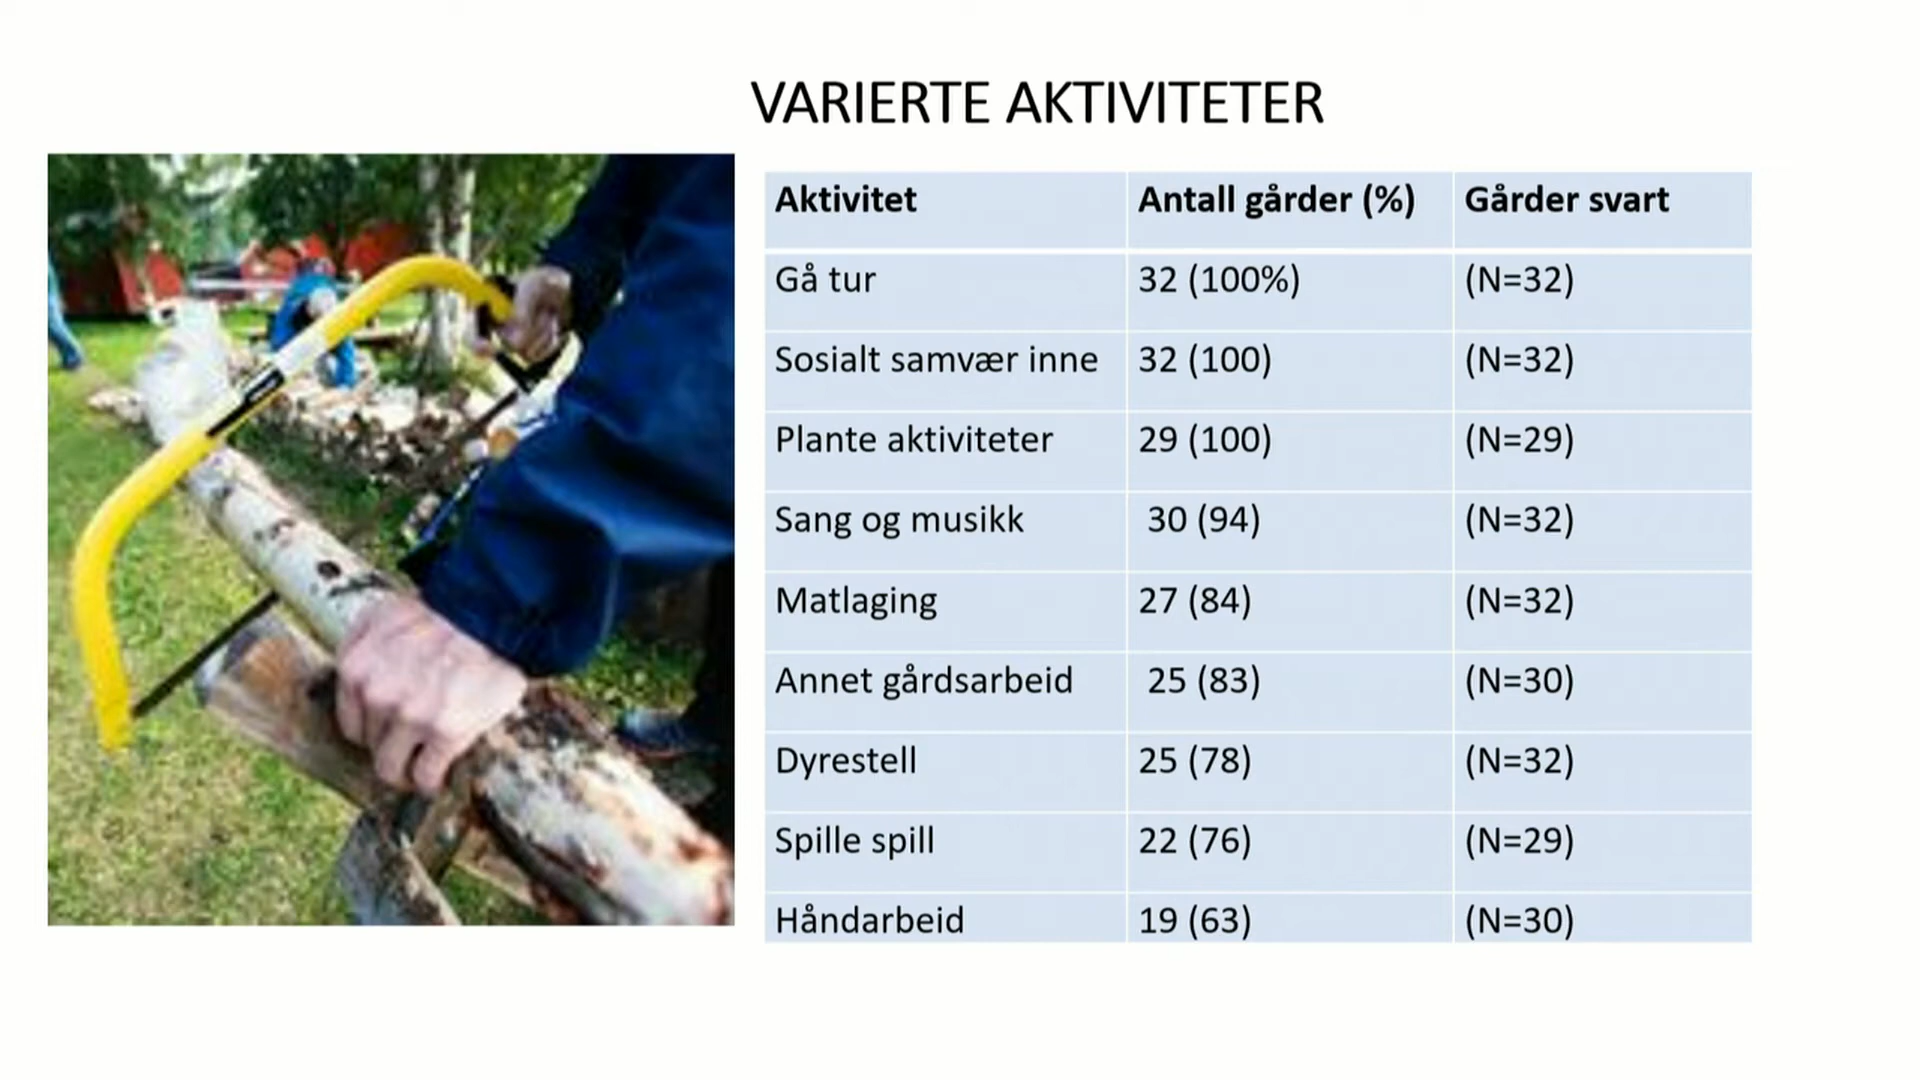 VARIERTE AKTIVITETER
Aktivitet Antall gårder (%) Gårder svart
Gå tur 32 (100%) (N=32)
Sosialt samvær inne 32 (100) (N=32)
Plante aktiviteter 29 (100) (N=29)
Sang og musikk 30 (94) (N=32)
Matlaging 27 (84) (N=32)
Annet gårdsarbeid 25 (83) (N=30)
Dyrestell 25 (78) (N=32)
Spille spill 22 (76) (N=29)
Håndarbeid 19 (63) (N=30)